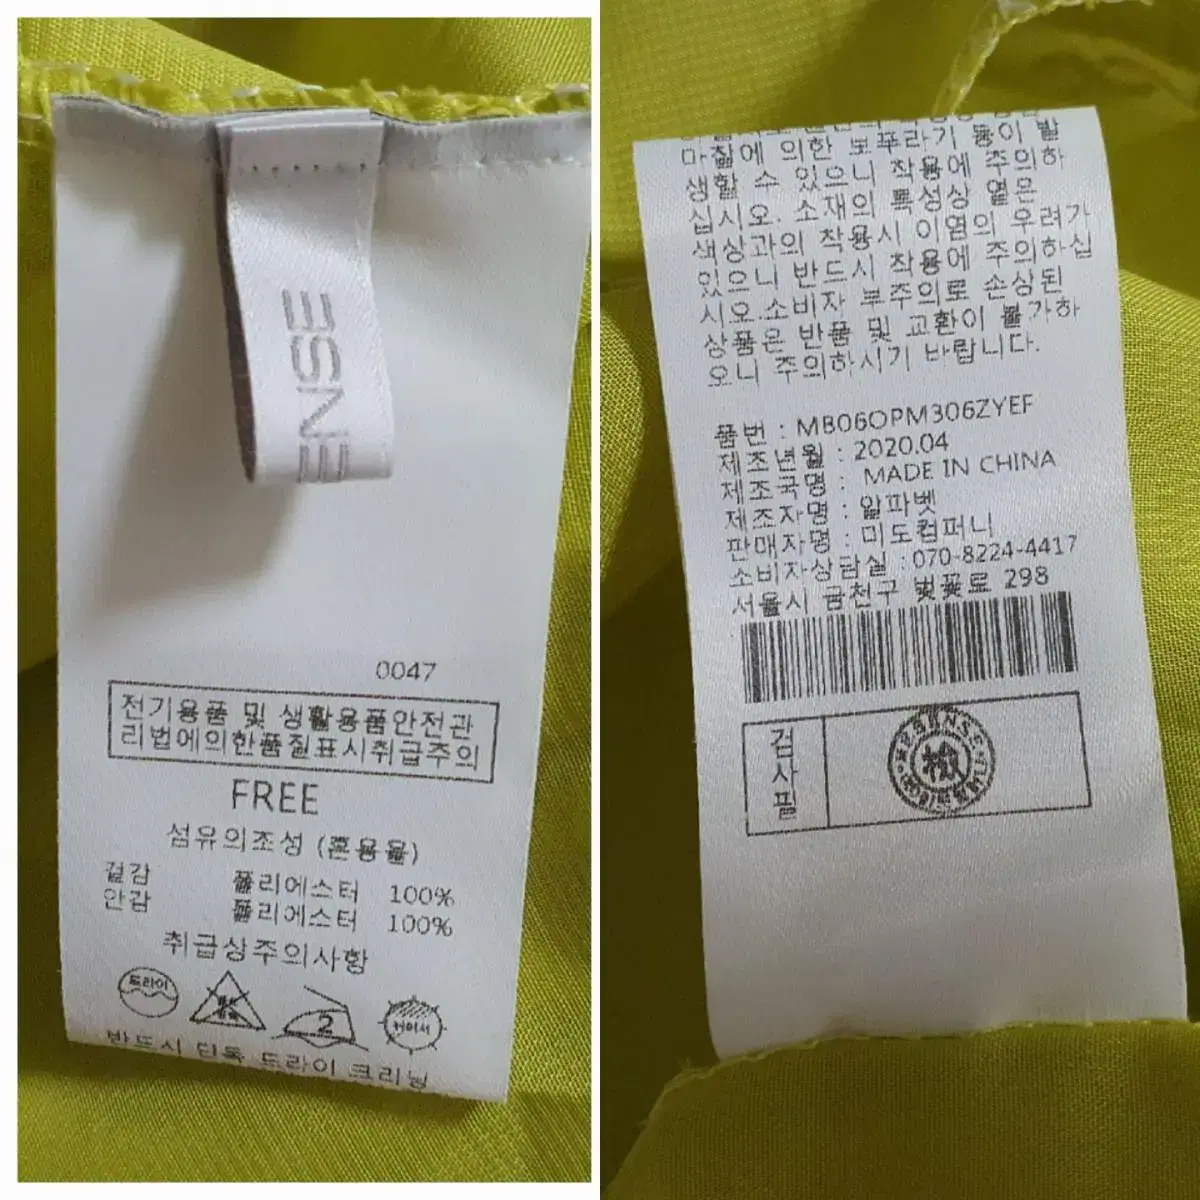 ENSE
0047
전기용품 및 생활용품안전관
리법에의한품질표시취급주의
FREE
섬유의조성 (혼용율)
겉감 폴리에스터 100%
안감 폴리에스터 100%
취급상주의사항
드라이
2
반드시 단독 드라이 크리닝
마찰에 의한 보푸라기 등이 발
생할 수 있으니 착용에 주의하
십시오. 소재의 특성상 옅은
색상과의 착용시 이염의 우려가
있으니 반드시 착용에 주의하십
시오.소비자 부주의로 손상된
상품은 반품 및 교환이 불가하
오니 주의하시기 바랍니다.
품번 : MB06OPM306ZYEF
제조년월 : 2020.04
제조국명 : MADE IN CHINA
제조자명 : 알파벳
판매자명 : 미도컴퍼니
소비자상담실 : 070-8224-4417
서울시 금천구 벚꽃로 298
검사필
檢